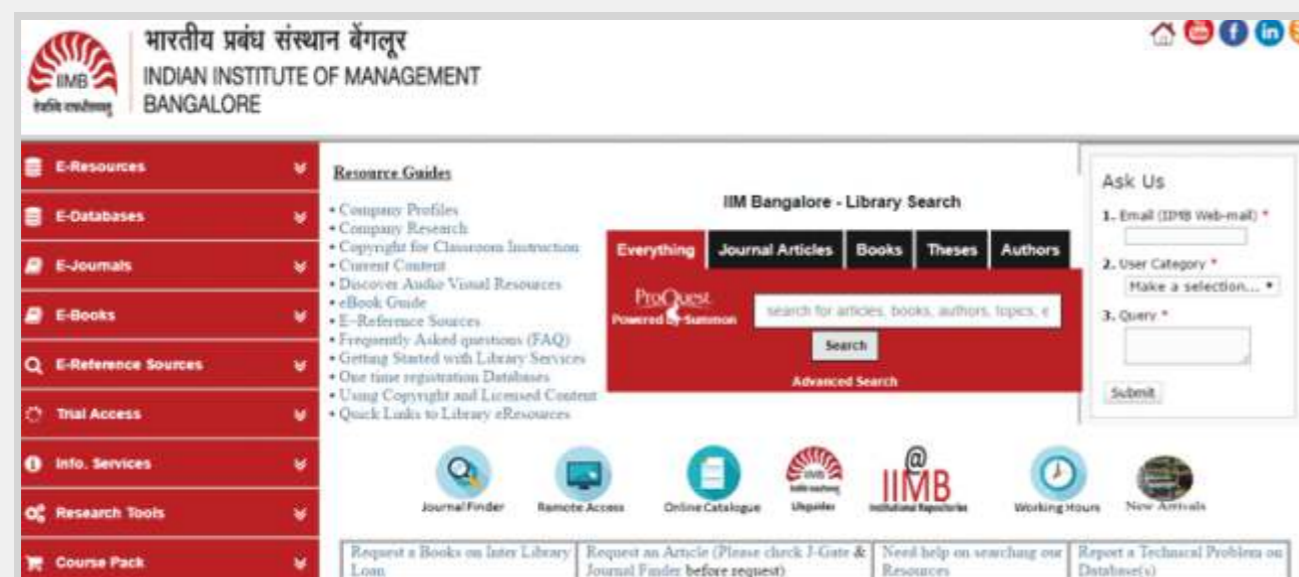 भारतीय प्रबंध संस्थान बेंगलूर
INDIAN INSTITUTE OF MANAGEMENT
BANGALORE
IIMB
E-Resources
E-Databases
E-Journals
E-Books
E-Reference Sources
Trial Access
Info. Services
Research Tools
Course Pack
Resource Guides
• Company Profiles
• Company Research
• Copyright for Classroom Instruction
• Current Content
• Discover Audio Visual Resources
• eBook Guide
• E-Reference Sources
• Frequently Asked questions (FAQ)
• Getting Started with Library Services
• One time registration Databases
• Using Copyright and Licensed Content
• Quick Links to Library eResources
IIM Bangalore - Library Search
Everything Journal Articles Books Theses Authors
ProQuest
Powered by Summon
search for articles, books, authors, topics, e
Search
Advanced Search
Ask Us
1. Email (IIMB Web-mail) *
2. User Category *
Make a selection...
3. Query *
Submit
Journal Finder
Remote Access
Online Catalogue
IIMB
Libguides
@
IIMB
Institutional Repositories
Working Hours
New Arrivals
Request a Books on Inter Library
Loan
Request an Article (Please check J-Gate &
Journal Finder before request)
Need help on searching our
Resources
Report a Technical Problem on
Database(s)